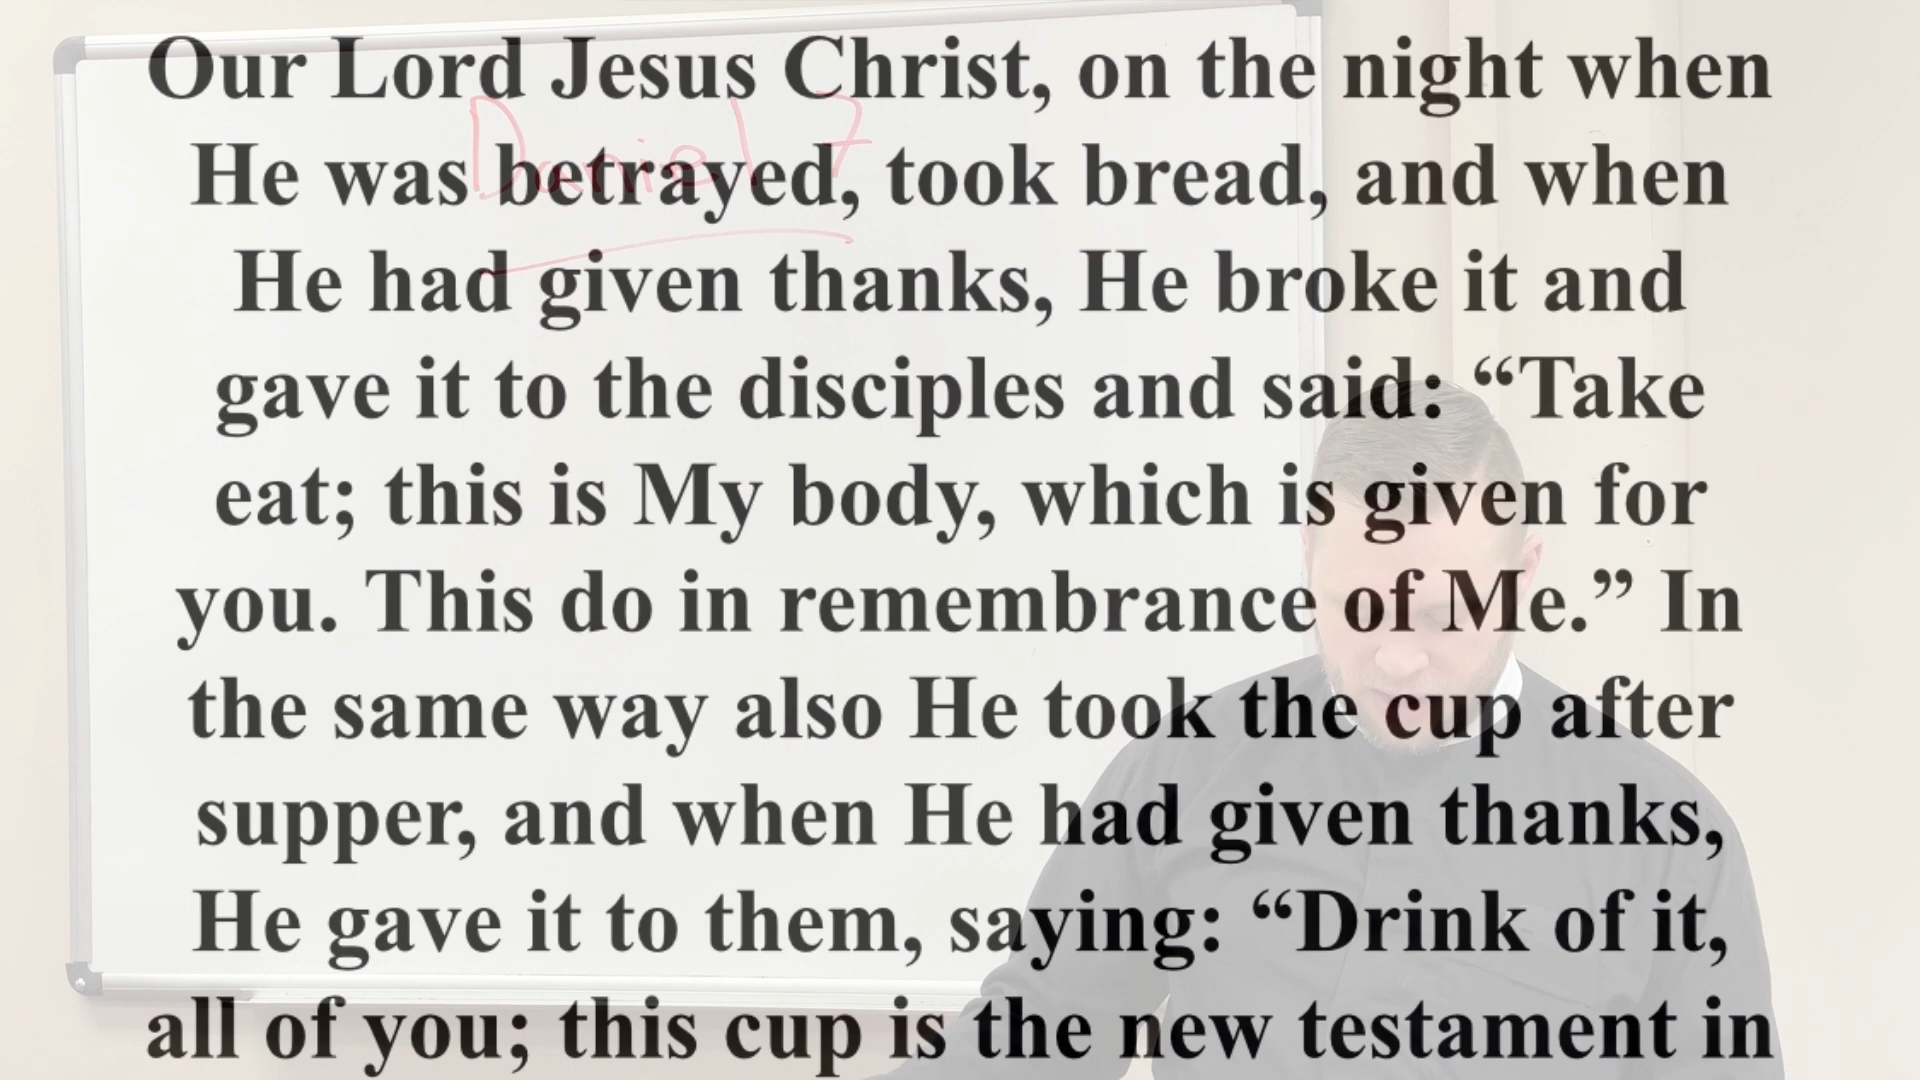 Our Lord Jesus Christ, on the night when
He was betrayed, took bread, and when
He had given thanks, He broke it and
gave it to the disciples and said: “Take
eat; this is My body, which is given for
you. This do in remembrance of Me.” In
the same way also He took the cup after
supper, and when He had given thanks,
He gave it to them, saying: “Drink of it,
all of you; this cup is the new testament in
Daniel 7